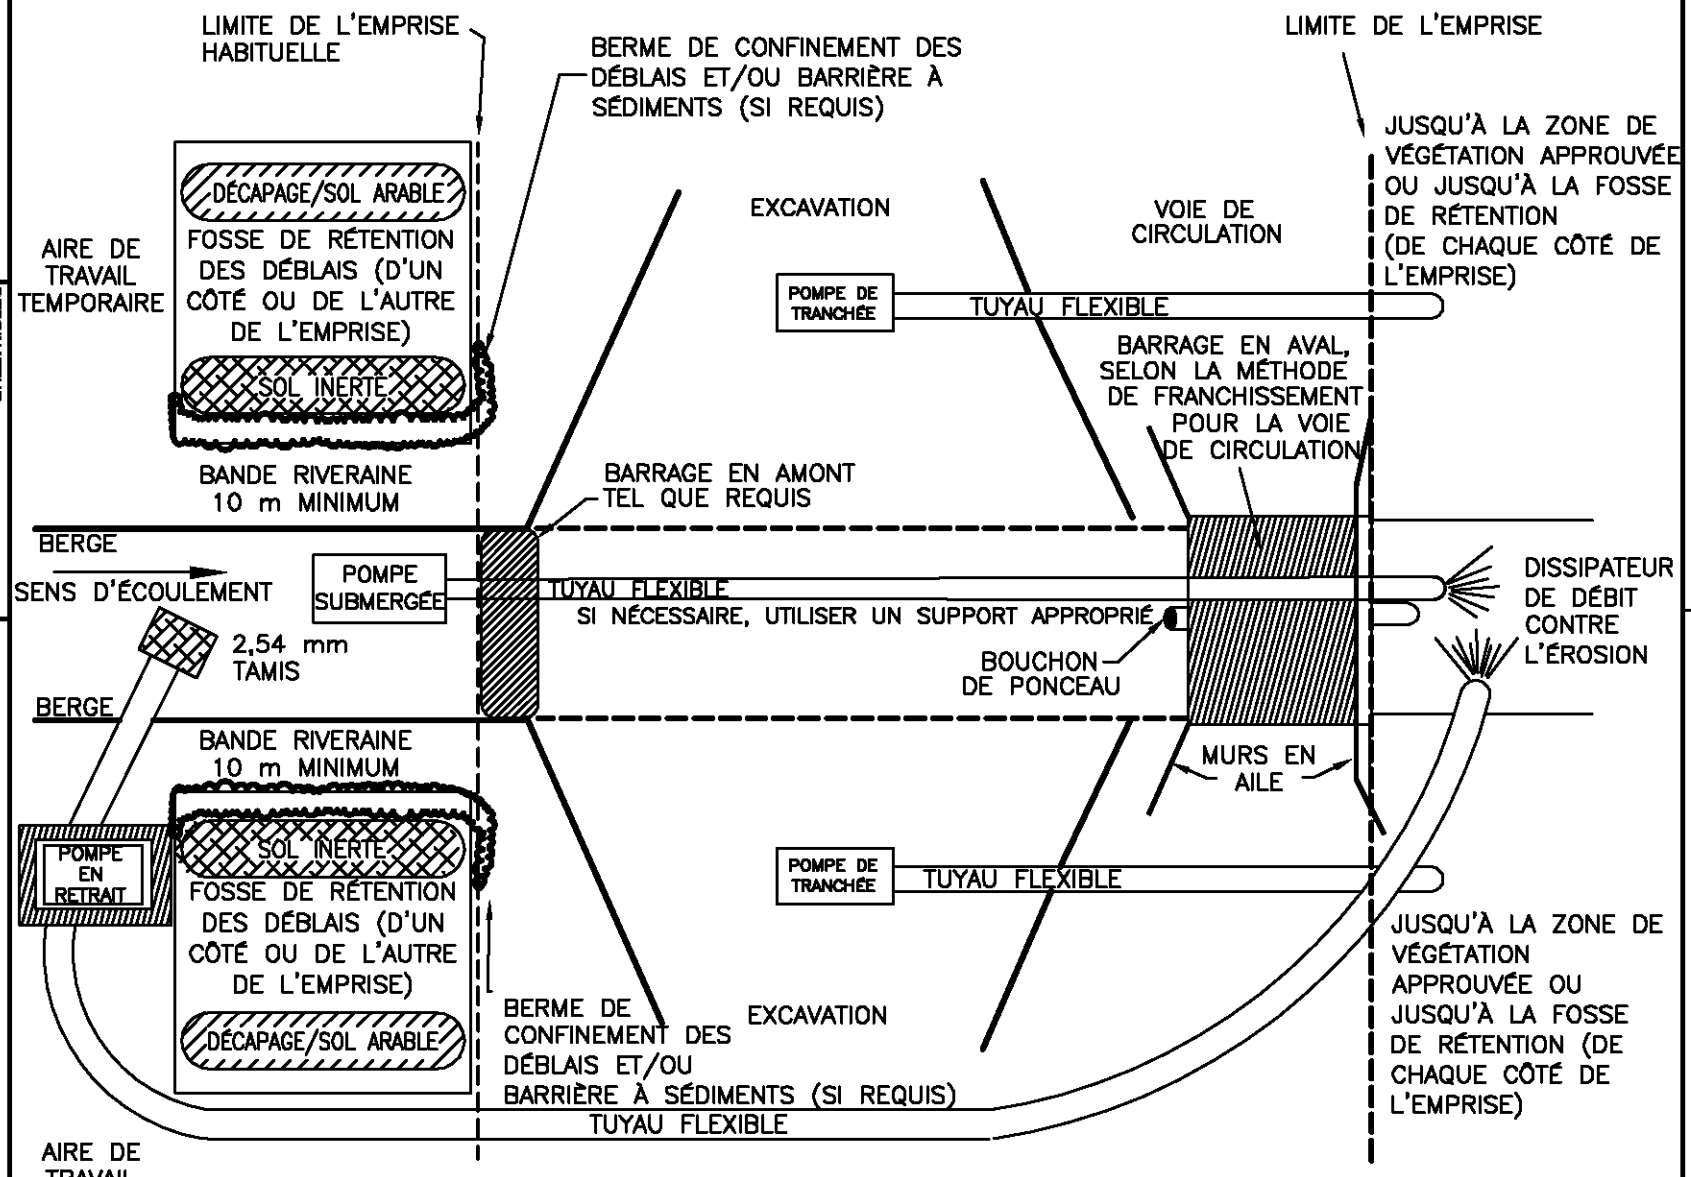 LIMITE DE L'EMPRISE
HABITUELLE
BERME DE CONFINEMENT DES
DÉBLAIS ET/OU BARRIÈRE À
SÉDIMENTS (SI REQUIS)
LIMITE DE L'EMPRISE
JUSQU'À LA ZONE DE
VÉGÉTATION APPROUVÉE
OU JUSQU'À LA FOSSE
DE RÉTENTION
(DE CHAQUE CÔTÉ DE
L'EMPRISE)
AIRE DE
TRAVAIL
TEMPORAIRE
DÉCAPAGE/SOL ARABLE
FOSSE DE RÉTENTION
DES DÉBLAIS (D'UN
CÔTÉ OU DE L'AUTRE
DE L'EMPRISE)
SOL INERTE
EXCAVATION
VOIE DE
CIRCULATION
POMPE DE
TRANCHÉE
TUYAU FLEXIBLE
BARRAGE EN AVAL,
SELON LA MÉTHODE
DE FRANCHISSEMENT
POUR LA VOIE
DE CIRCULATION
BANDE RIVERAINE
10 m MINIMUM
BARRAGE EN AMONT
TEL QUE REQUIS
BERGE
SENS D'ÉCOULEMENT
POMPE
SUBMERGÉE
TUYAU FLEXIBLE
SI NÉCESSAIRE, UTILISER UN SUPPORT APPROPRIÉ
DISSIPATEUR
DE DÉBIT
CONTRE
L'ÉROSION
2,54 mm
TAMIS
BOUCHON
DE PONCEAU
BERGE
BANDE RIVERAINE
10 m MINIMUM
MURS EN
AILE
POMPE
EN
RETRAIT
SOL INERTE
FOSSE DE RÉTENTION
DES DÉBLAIS (D'UN
CÔTÉ OU DE L'AUTRE
DE L'EMPRISE)
DÉCAPAGE/SOL ARABLE
POMPE DE
TRANCHÉE
TUYAU FLEXIBLE
BERME DE
CONFINEMENT DES
DÉBLAIS ET/OU
BARRIÈRE À SÉDIMENTS (SI REQUIS)
EXCAVATION
JUSQU'À LA ZONE DE
VÉGÉTATION
APPROUVÉE OU
JUSQU'À LA FOSSE
DE RÉTENTION (DE
CHAQUE CÔTÉ DE
L'EMPRISE)
TUYAU FLEXIBLE
AIRE DE
TRAVAIL